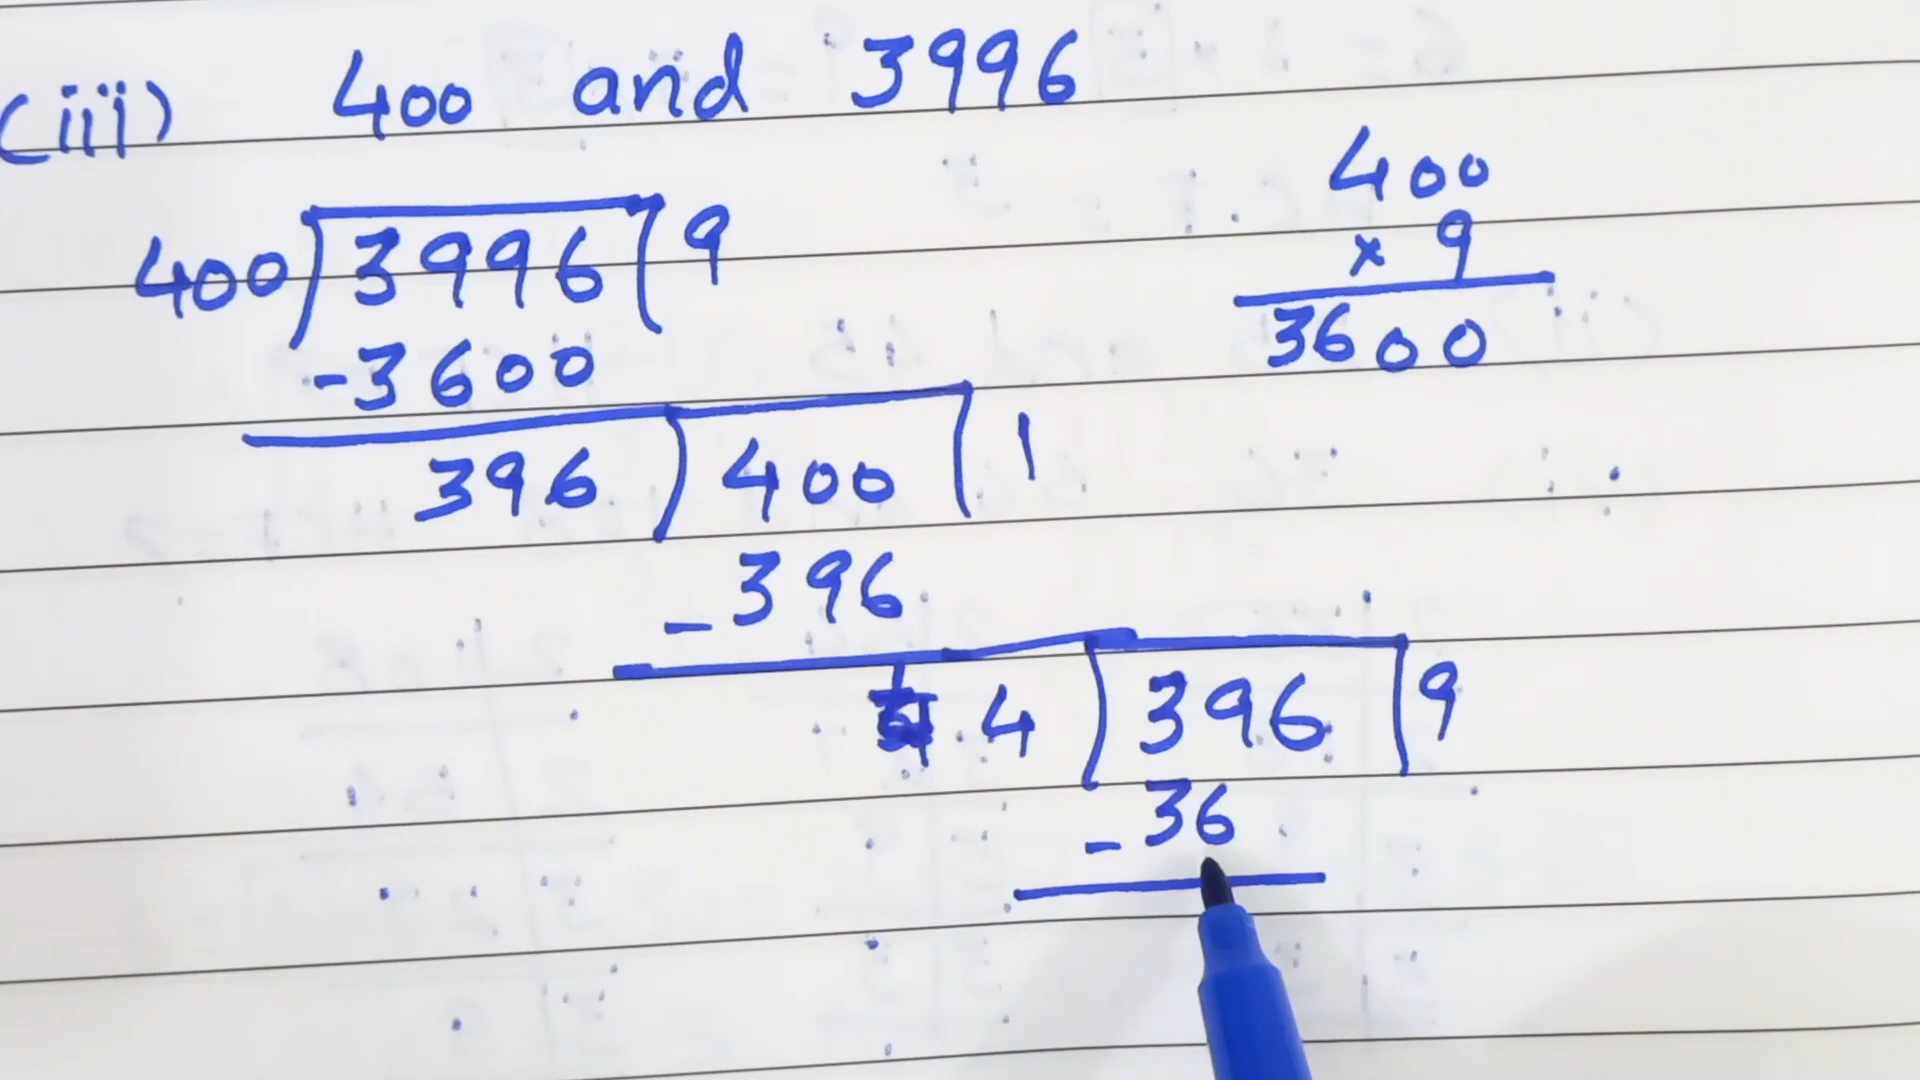 (iii) 400 and 3996
400
× 9
3600
400) 3996 ( 9
-3600
396 ) 400 ( 1
- 396
4 ) 396 ( 9
- 36